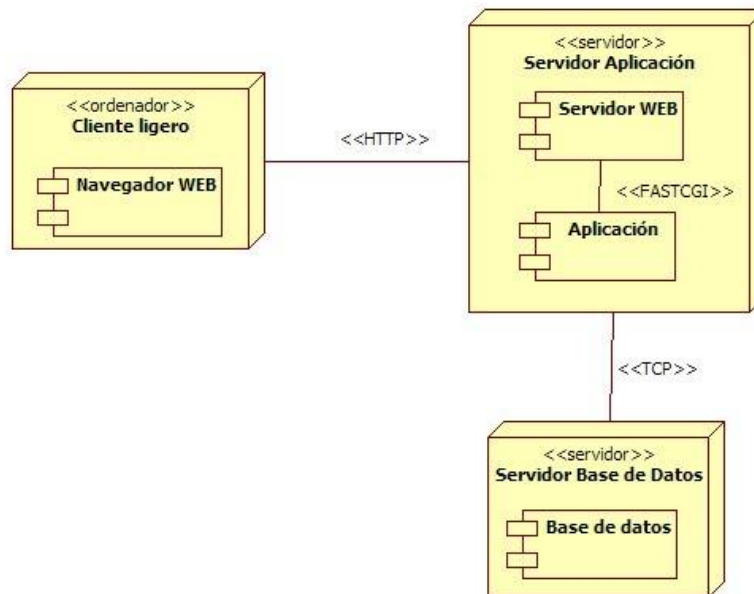 <<ordenador>>
Cliente ligero
Navegador WEB
<<HTTP>>
<<servidor>>
Servidor Aplicación
Servidor WEB
<<FASTCGI>>
Aplicación
<<TCP>>
<<servidor>>
Servidor Base de Datos
Base de datos